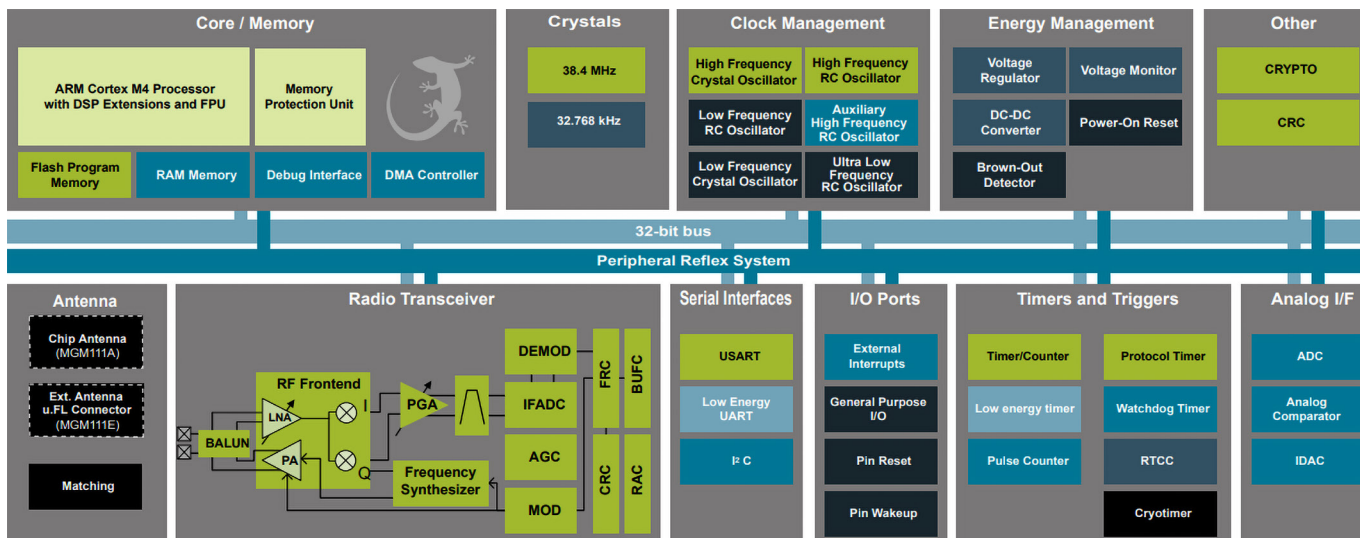 Core / Memory
ARM Cortex M4 Processor
with DSP Extensions and FPU
Memory
Protection Unit
Flash Program
Memory
RAM Memory
Debug Interface
DMA Controller
Crystals
38.4 MHz
32.768 kHz
Clock Management
High Frequency
Crystal Oscillator
High Frequency
RC Oscillator
Low Frequency
RC Oscillator
Auxiliary
High Frequency
RC Oscillator
Low Frequency
Crystal Oscillator
Ultra Low
Frequency
RC Oscillator
Energy Management
Voltage
Regulator
Voltage Monitor
DC-DC
Converter
Power-On Reset
Brown-Out
Detector
Other
CRYPTO
CRC
32-bit bus
Peripheral Reflex System
Antenna
Chip Antenna
(MGM111A)
Ext. Antenna
u.FL Connector
(MGM111E)
Matching
Radio Transceiver
RF Frontend
LNA
I
BALUN
PA
Q
PGA
Frequency
Synthesizer
DEMOD
IFADC
AGC
MOD
FRC
BUFC
CRC
RAC
Serial Interfaces
USART
Low Energy
UART
I² C
I/O Ports
External
Interrupts
General Purpose
I/O
Pin Reset
Pin Wakeup
Timers and Triggers
Timer/Counter
Protocol Timer
Low energy timer
Watchdog Timer
Pulse Counter
RTCC
Cryotimer
Analog I/F
ADC
Analog
Comparator
IDAC